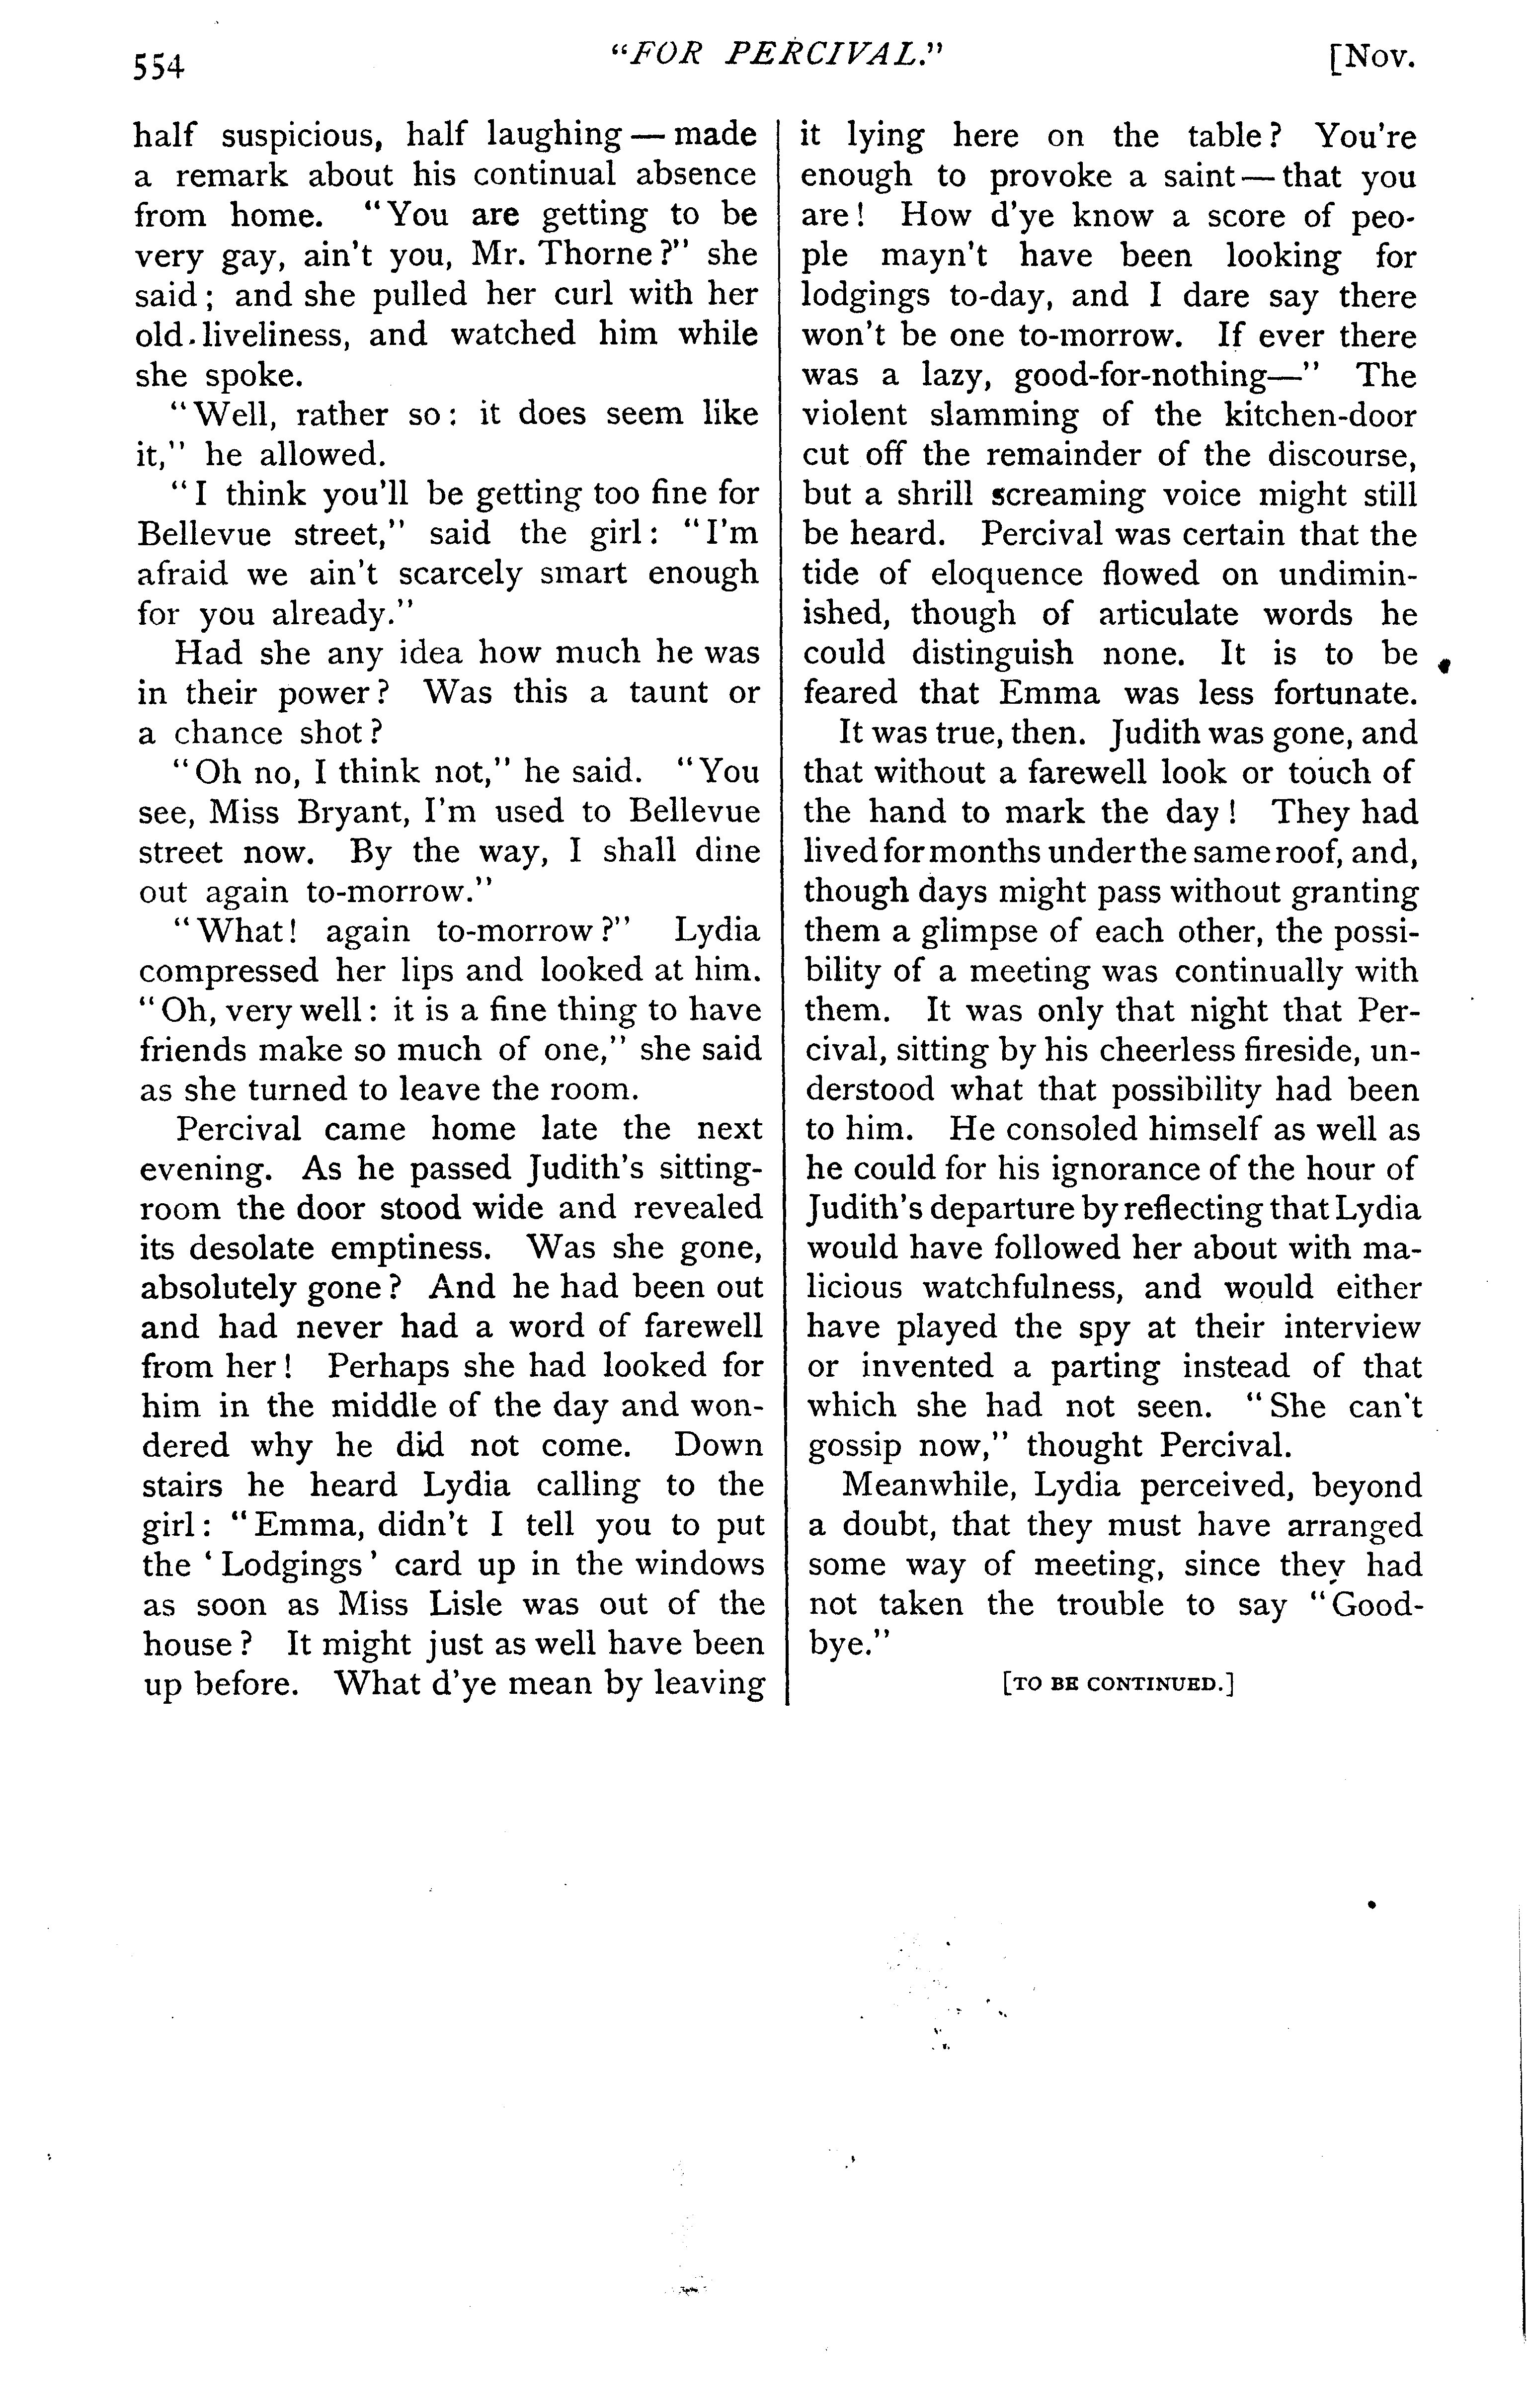 554
"FOR PERCIVAL."
[Nov.
half suspicious, half laughing — made
a remark about his continual absence
from home. "You are getting to be
very gay, ain't you, Mr. Thorne?" she
said; and she pulled her curl with her
old liveliness, and watched him while
she spoke.
"Well, rather so: it does seem like
it," he allowed.
"I think you'll be getting too fine for
Bellevue street," said the girl: "I'm
afraid we ain't scarcely smart enough
for you already."
Had she any idea how much he was
in their power? Was this a taunt or
a chance shot?
"Oh no, I think not," he said. "You
see, Miss Bryant, I'm used to Bellevue
street now. By the way, I shall dine
out again to-morrow."
"What! again to-morrow?" Lydia
compressed her lips and looked at him.
"Oh, very well: it is a fine thing to have
friends make so much of one," she said
as she turned to leave the room.
Percival came home late the next
evening. As he passed Judith's sitting-
room the door stood wide and revealed
its desolate emptiness. Was she gone,
absolutely gone? And he had been out
and had never had a word of farewell
from her! Perhaps she had looked for
him in the middle of the day and won-
dered why he did not come. Down
stairs he heard Lydia calling to the
girl: "Emma, didn't I tell you to put
the 'Lodgings' card up in the windows
as soon as Miss Lisle was out of the
house? It might just as well have been
up before. What d'ye mean by leaving
it lying here on the table? You're
enough to provoke a saint — that you
are! How d'ye know a score of peo-
ple mayn't have been looking for
lodgings to-day, and I dare say there
won't be one to-morrow. If ever there
was a lazy, good-for-nothing—" The
violent slamming of the kitchen-door
cut off the remainder of the discourse,
but a shrill screaming voice might still
be heard. Percival was certain that the
tide of eloquence flowed on undimin-
ished, though of articulate words he
could distinguish none. It is to be
feared that Emma was less fortunate.
It was true, then. Judith was gone, and
that without a farewell look or touch of
the hand to mark the day! They had
lived for months under the same roof, and,
though days might pass without granting
them a glimpse of each other, the possi-
bility of a meeting was continually with
them. It was only that night that Per-
cival, sitting by his cheerless fireside, un-
derstood what that possibility had been
to him. He consoled himself as well as
he could for his ignorance of the hour of
Judith's departure by reflecting that Lydia
would have followed her about with ma-
licious watchfulness, and would either
have played the spy at their interview
or invented a parting instead of that
which she had not seen. "She can't
gossip now," thought Percival.
Meanwhile, Lydia perceived, beyond
a doubt, that they must have arranged
some way of meeting, since they had
not taken the trouble to say "Good-
bye."
[TO BE CONTINUED.]